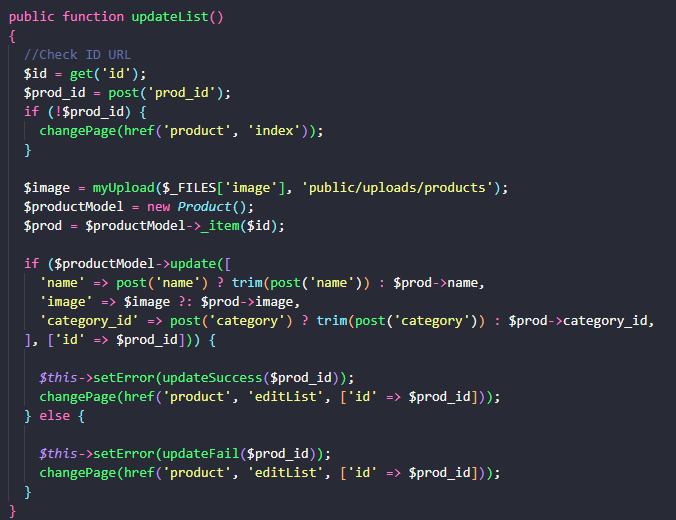 public function updateList()
{
//Check ID URL
$id = get('id');
$prod_id = post('prod_id');
if (!$prod_id) {
changePage(href('product', 'index'));
}
$image = myUpload($_FILES['image'], 'public/uploads/products');
$productModel = new Product();
$prod = $productModel->_item($id);
if ($productModel->update([
'name' => post('name') ? trim(post('name')) : $prod->name,
'image' => $image ?: $prod->image,
'category_id' => post('category') ? trim(post('category')) : $prod->category_id,
], ['id' => $prod_id])) {
$this->setError(updateSuccess($prod_id));
changePage(href('product', 'editList', ['id' => $prod_id]));
} else {
$this->setError(updateFail($prod_id));
changePage(href('product', 'editList', ['id' => $prod_id]));
}
}